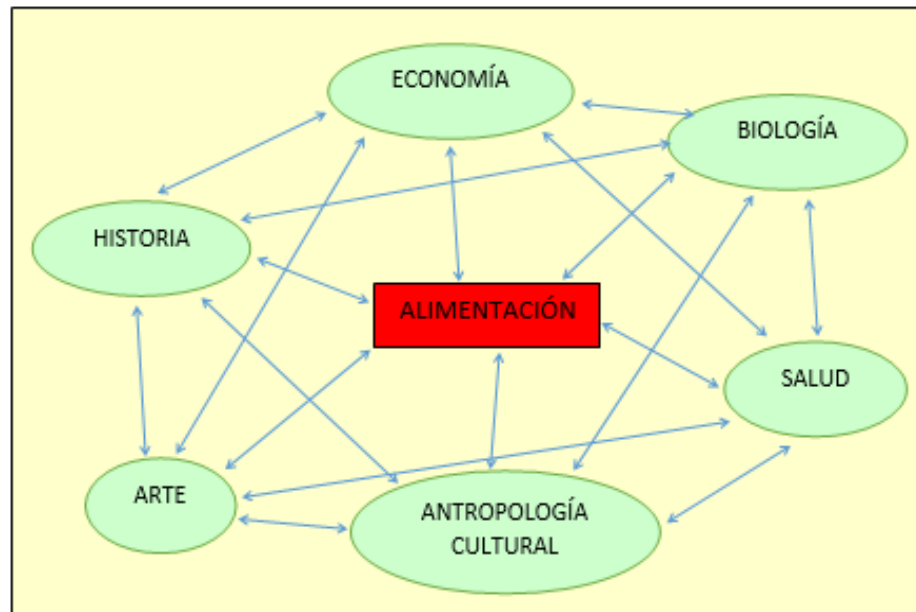 ECONOMÍA
BIOLOGÍA
HISTORIA
ALIMENTACIÓN
SALUD
ARTE
ANTROPOLOGÍA
CULTURAL